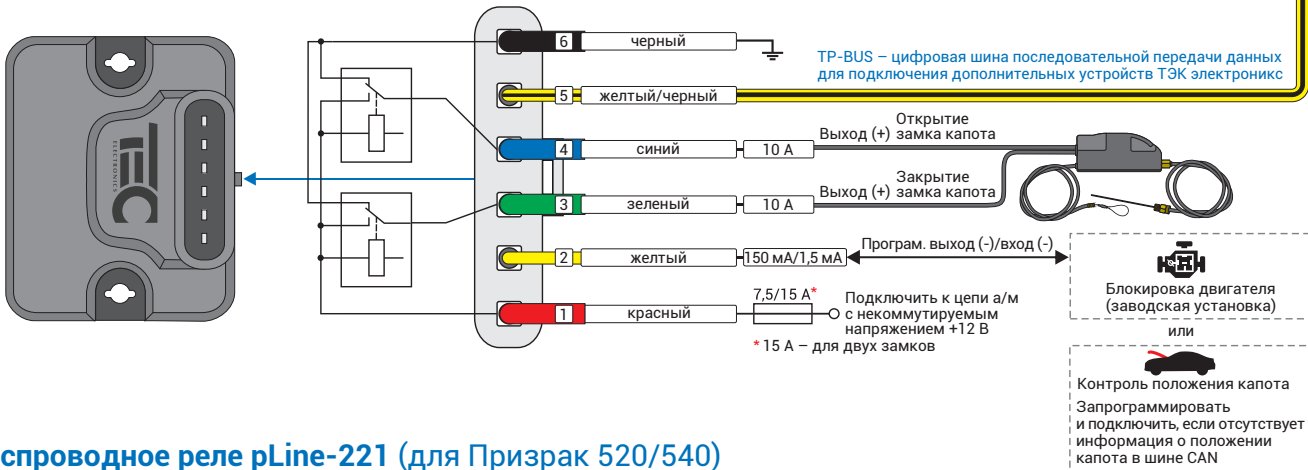 TEC
ELECTRONICS
6 черный
TP-BUS – цифровая шина последовательной передачи данных
для подключения дополнительных устройств ТЭК электроникс
5 желтый/черный
4 синий 10 А
Открытие
Выход (+) замка капота
3 зеленый 10 А
Закрытие
Выход (+) замка капота
2 желтый 150 мА/1,5 мА
Програм. выход (-)/вход (-)
Блокировка двигателя
(заводская установка)
или
1 красный
7,5/15 А*
Подключить к цепи а/м
с некоммутируемым
напряжением +12 В
* 15 А – для двух замков
Контроль положения капота
Запрограммировать
и подключить, если отсутствует
информация о положении
капота в шине CAN
спроводное реле pLine-221 (для Призрак 520/540)